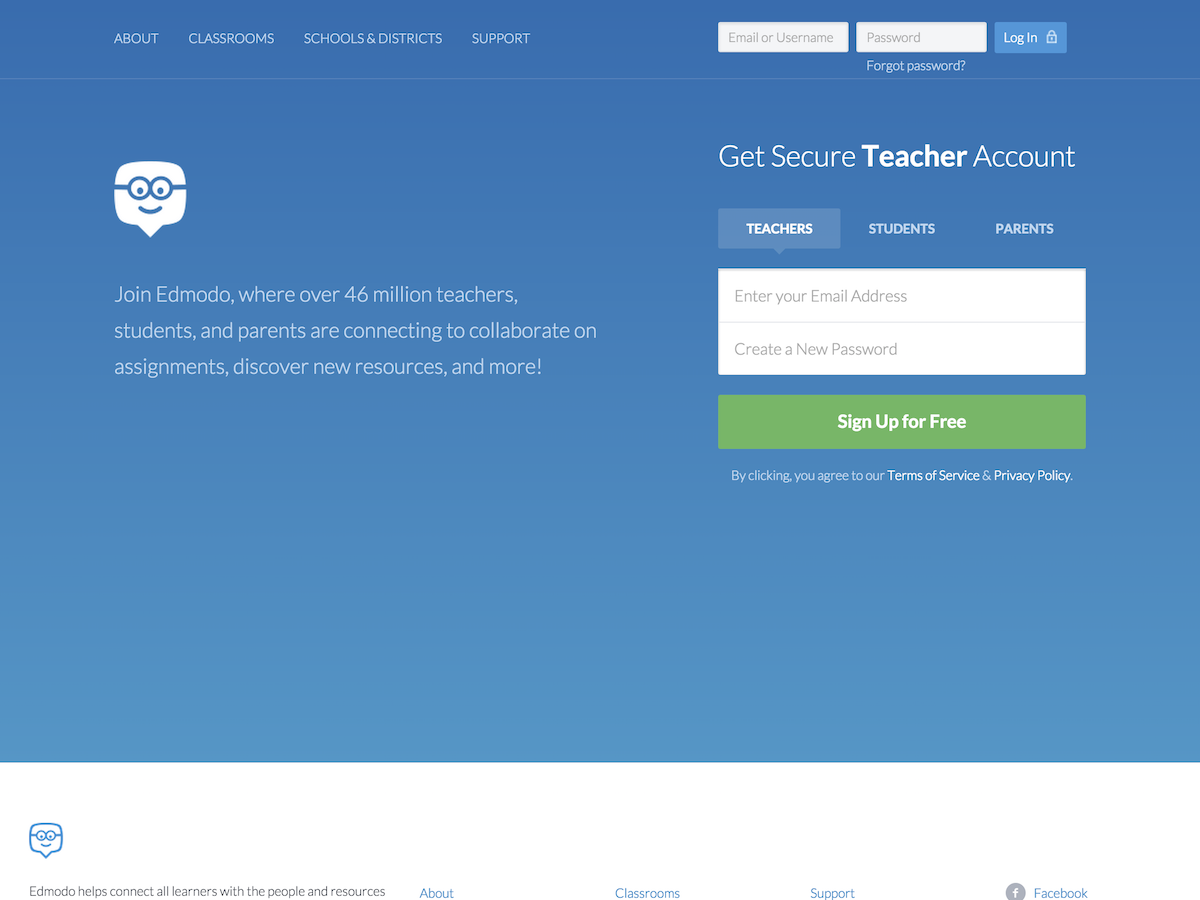 ABOUT CLASSROOMS SCHOOLS & DISTRICTS SUPPORT
Email or Username Password Log In
Forgot password?
Get Secure Teacher Account
TEACHERS STUDENTS PARENTS
Join Edmodo, where over 46 million teachers,
students, and parents are connecting to collaborate on
assignments, discover new resources, and more!
Enter your Email Address
Create a New Password
Sign Up for Free
By clicking, you agree to our Terms of Service & Privacy Policy.
Edmodo helps connect all learners with the people and resources
About Classrooms Support f Facebook